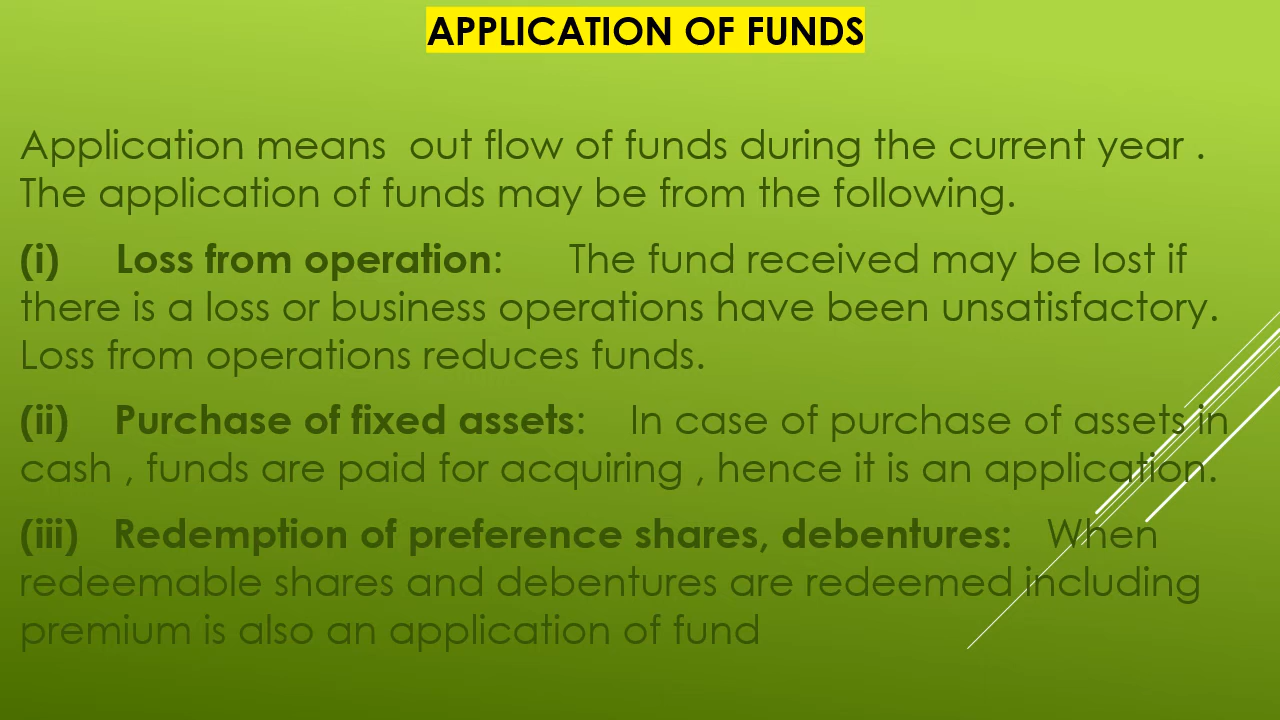 APPLICATION OF FUNDS
Application means  out flow of funds during the current year .
The application of funds may be from the following.
(i) Loss from operation: The fund received may be lost if
there is a loss or business operations have been unsatisfactory.
Loss from operations reduces funds.
(ii) Purchase of fixed assets: In case of purchase of assets in
cash , funds are paid for acquiring , hence it is an application.
(iii) Redemption of preference shares, debentures: When
redeemable shares and debentures are redeemed including
premium is also an application of fund